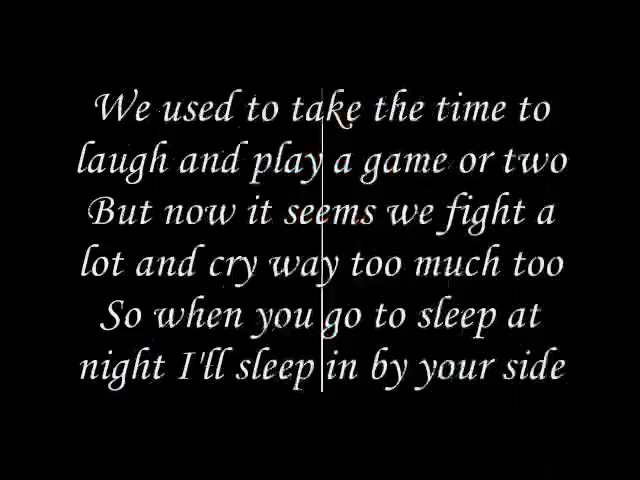 We used to take the time to
laugh and play a game or two
But now it seems we fight a
lot and cry way too much too
So when you go to sleep at
night I'll sleep in by your side